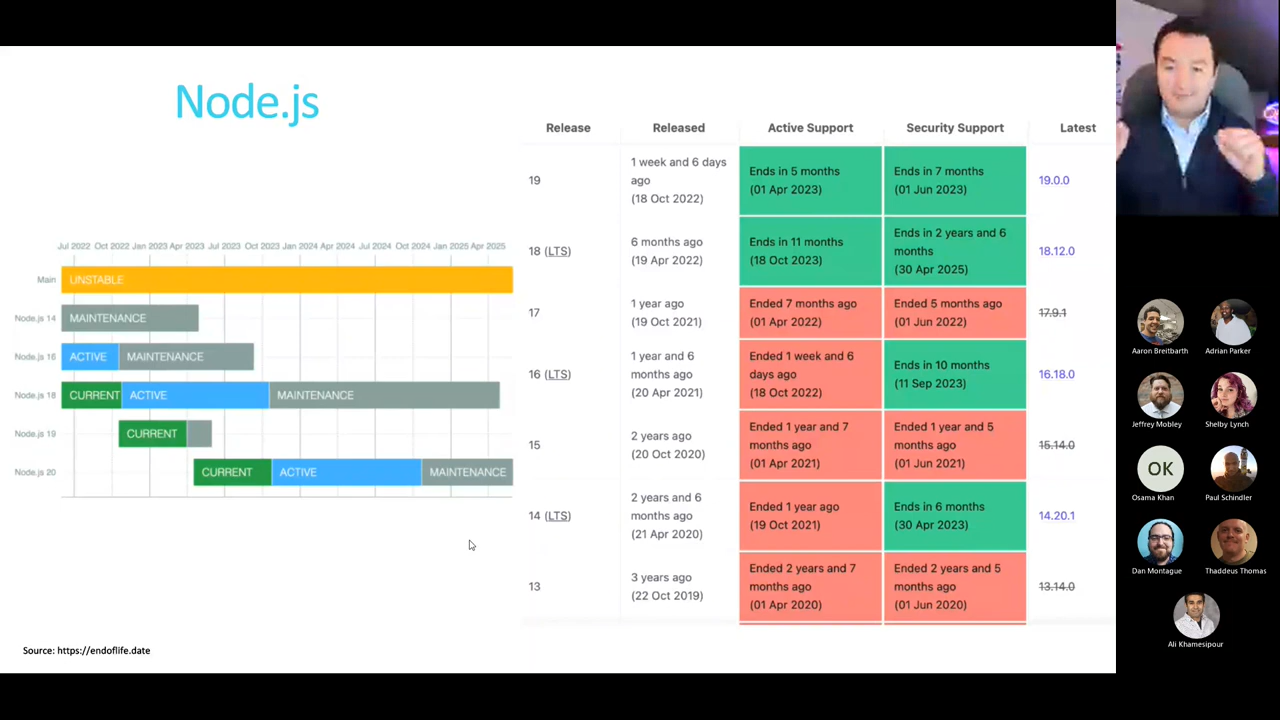 Node.js
Jul 2022 Oct 2022 Jan 2023 Apr 2023 Jul 2023 Oct 2023 Jan 2024 Apr 2024 Jul 2024 Oct 2024 Jan 2025 Apr 2025
Main UNSTABLE
Node.js 14 MAINTENANCE
Node.js 16 ACTIVE MAINTENANCE
Node.js 18 CURRENT ACTIVE MAINTENANCE
Node.js 19 CURRENT
Node.js 20 CURRENT ACTIVE MAINTENANCE
Source: https://endoflife.date
Release Released Active Support Security Support Latest
19
1 week and 6 days
ago
(18 Oct 2022)
Ends in 5 months
(01 Apr 2023)
Ends in 7 months
(01 Jun 2023)
19.0.0
18 (LTS)
6 months ago
(19 Apr 2022)
Ends in 11 months
(18 Oct 2023)
Ends in 2 years and 6
months
(30 Apr 2025)
18.12.0
17
1 year ago
(19 Oct 2021)
Ended 7 months ago
(01 Apr 2022)
Ended 5 months ago
(01 Jun 2022)
17.9.1
16 (LTS)
1 year and 6
months ago
(20 Apr 2021)
Ended 1 week and 6
days ago
(18 Oct 2022)
Ends in 10 months
(11 Sep 2023)
16.18.0
15
2 years ago
(20 Oct 2020)
Ended 1 year and 7
months ago
(01 Apr 2021)
Ended 1 year and 5
months ago
(01 Jun 2021)
15.14.0
14 (LTS)
2 years and 6
months ago
(21 Apr 2020)
Ended 1 year ago
(19 Oct 2021)
Ends in 6 months
(30 Apr 2023)
14.20.1
13
3 years ago
(22 Oct 2019)
Ended 2 years and 7
months ago
(01 Apr 2020)
Ended 2 years and 5
months ago
(01 Jun 2020)
13.14.0
Aaron Breitbarth
Adrian Parker
Jeffrey Mobley
Shelby Lynch
OK
Osama Khan
Paul Schindler
Dan Montague
Thaddeus Thomas
Ali Khamesipour